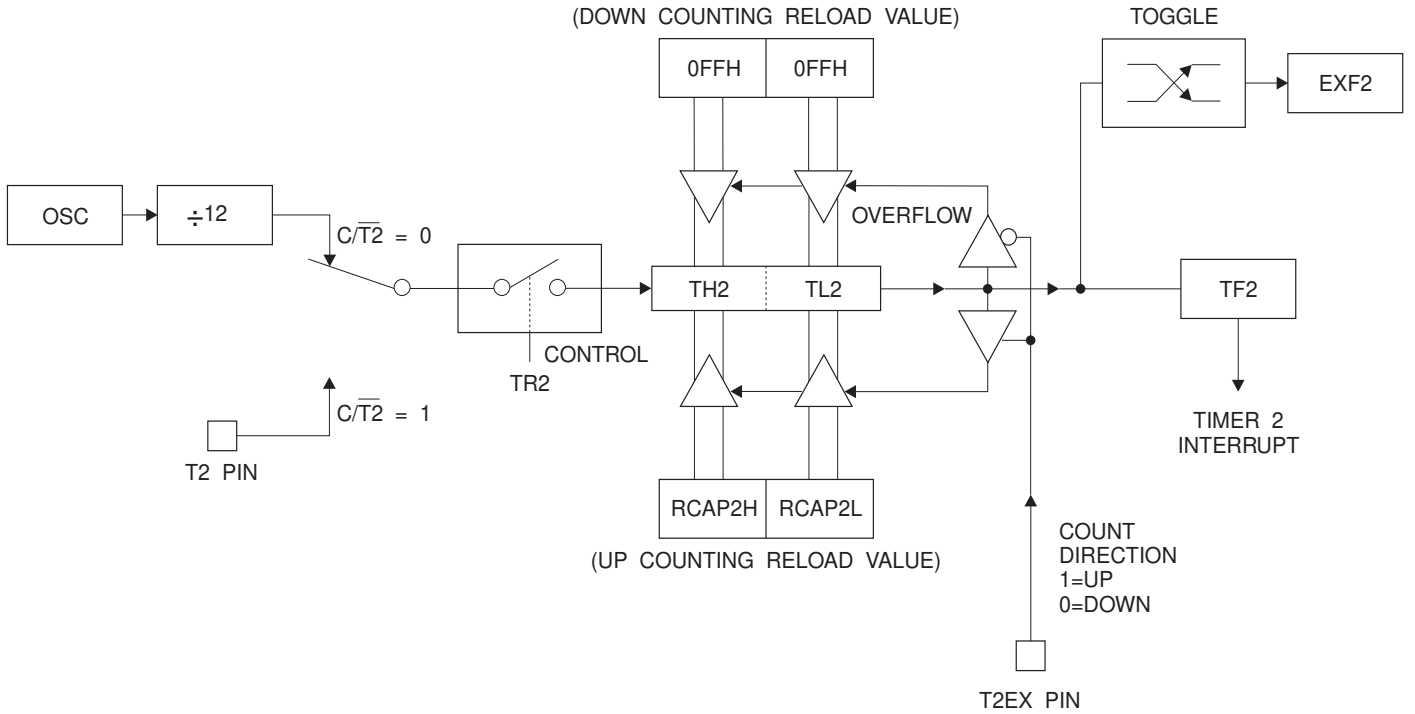 (DOWN COUNTING RELOAD VALUE)
TOGGLE
0FFH
0FFH
EXF2
OSC
÷12
C/T2̅ = 0
OVERFLOW
TH2
TL2
TF2
CONTROL
TR2
C/T2̅ = 1
T2 PIN
TIMER 2
INTERRUPT
RCAP2H
RCAP2L
(UP COUNTING RELOAD VALUE)
COUNT
DIRECTION
1=UP
0=DOWN
T2EX PIN